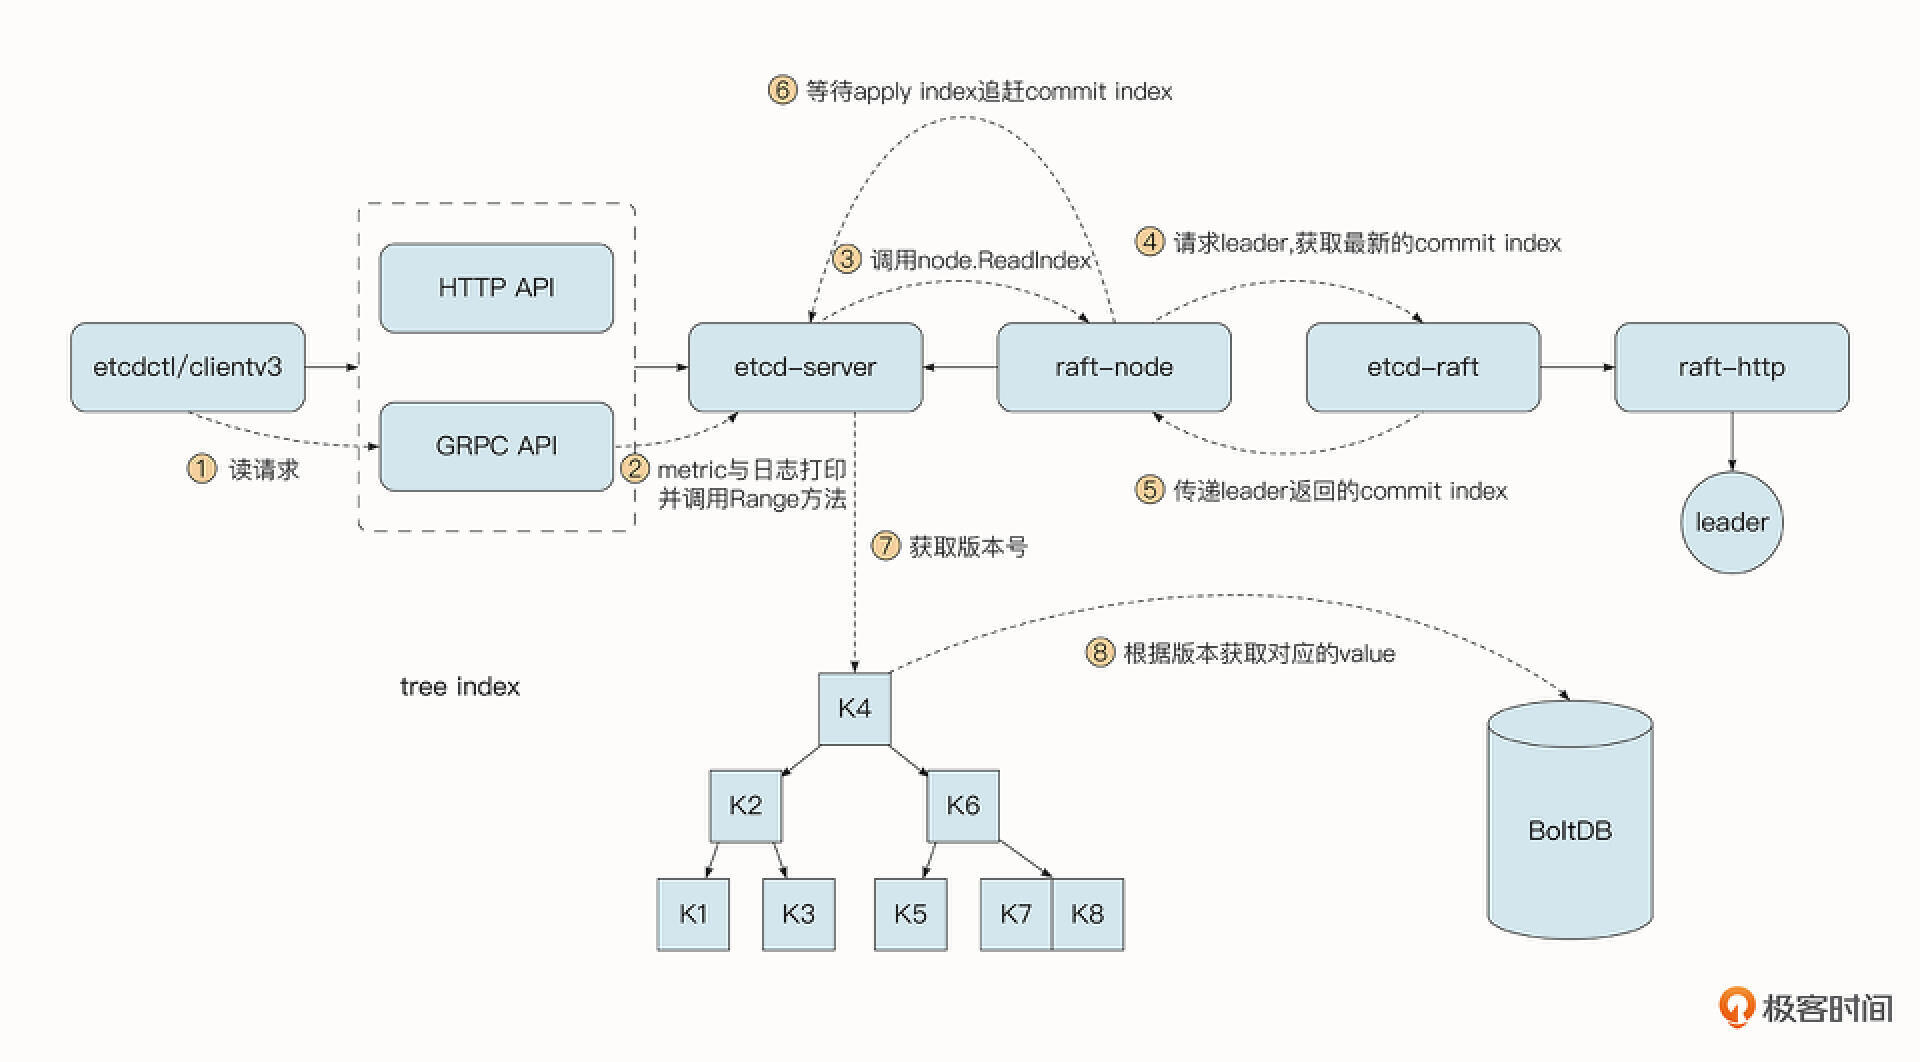 ⑥ 等待apply index追赶commit index
③ 调用node.ReadIndex
④ 请求leader,获取最新的commit index
HTTP API
etcdctl/clientv3
etcd-server
raft-node
etcd-raft
raft-http
GRPC API
① 读请求
② metric与日志打印
并调用Range方法
⑤ 传递leader返回的commit index
leader
⑦ 获取版本号
⑧ 根据版本获取对应的value
tree index
K4
K2
K6
BoltDB
K1
K3
K5
K7
K8
极客时间